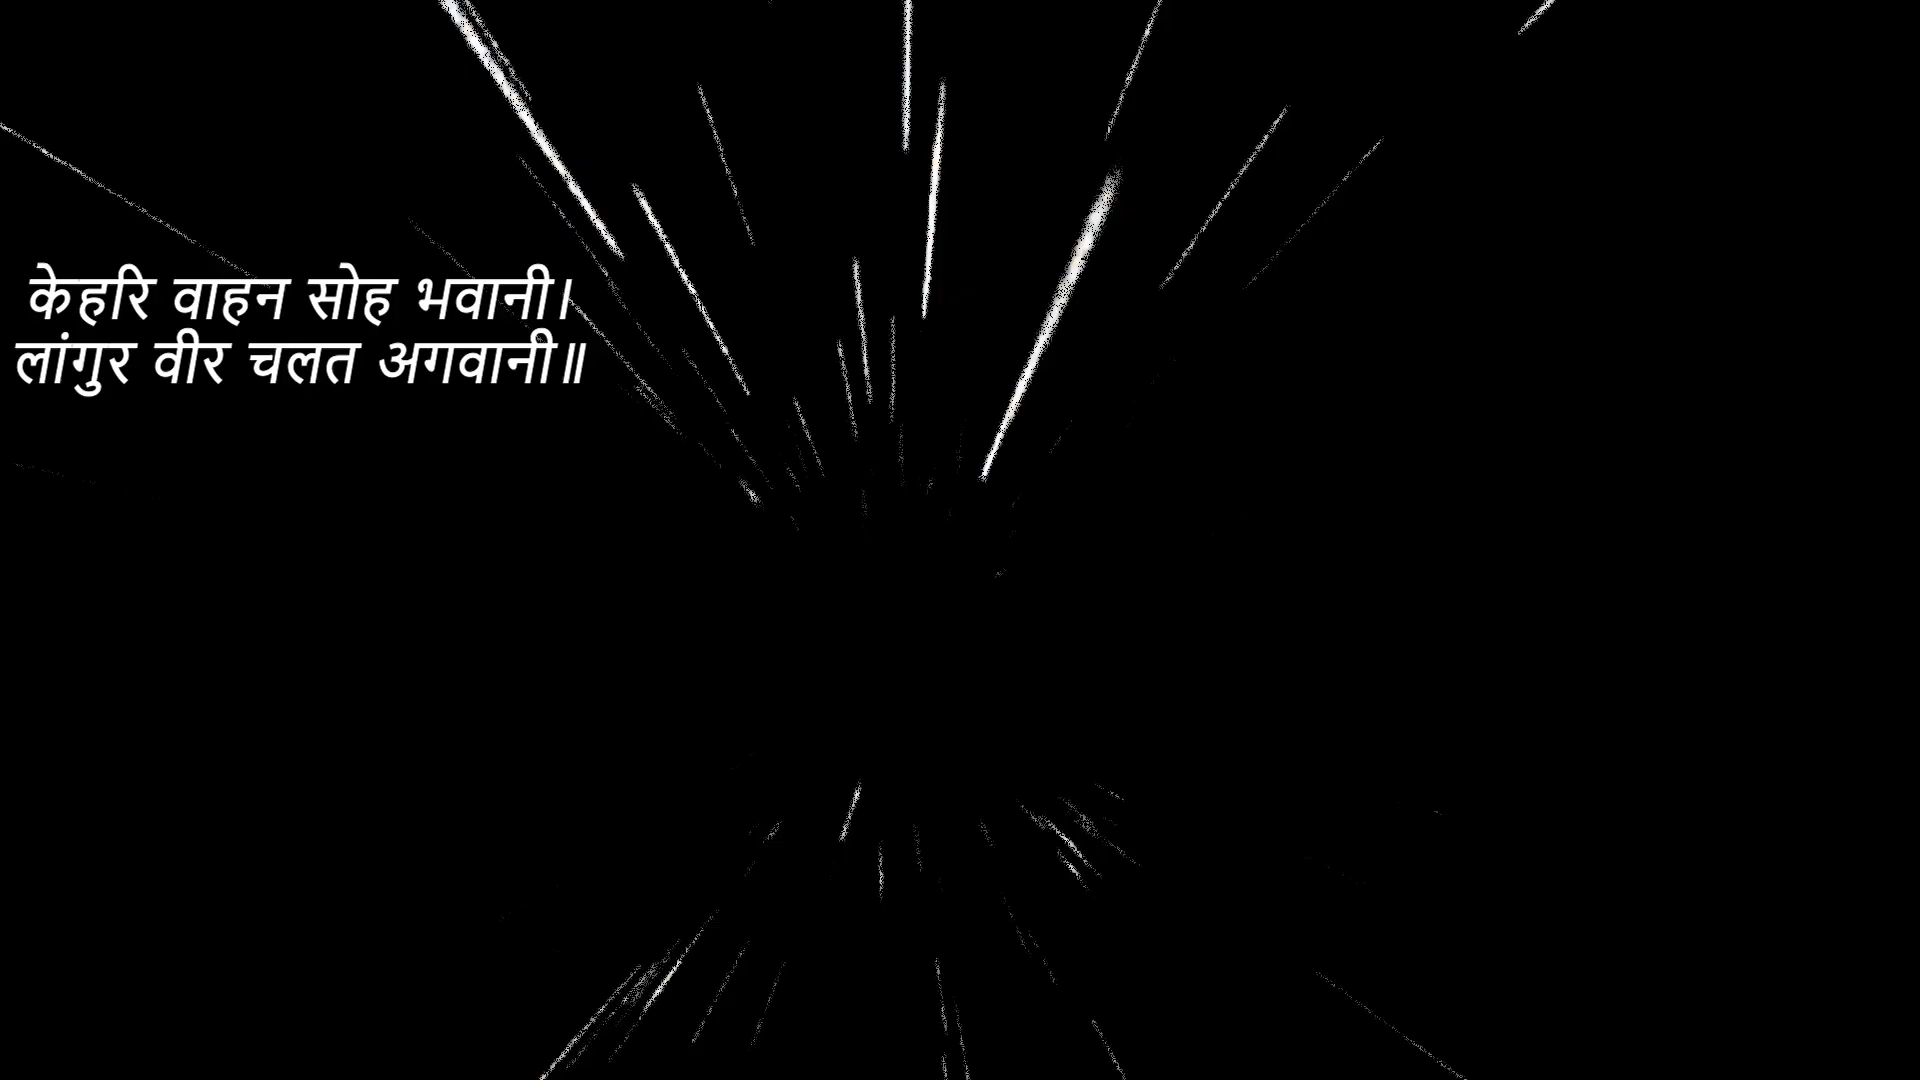 केहरि वाहन सोह भवानी।
लांगुर वीर चलत अगवानी॥